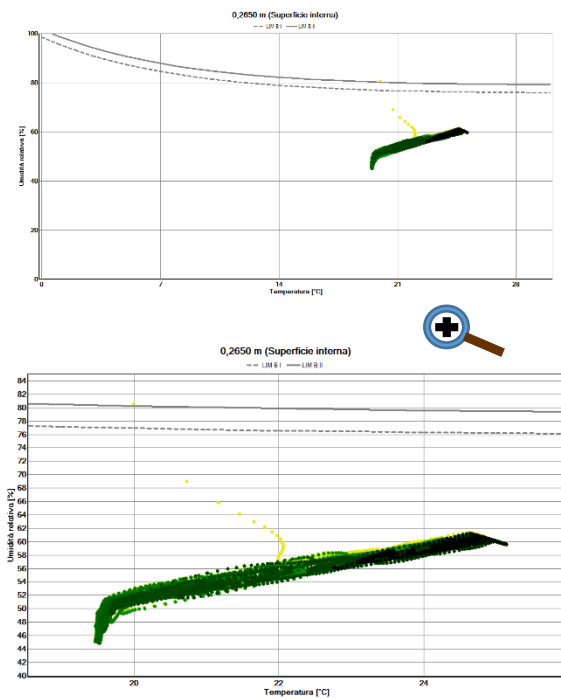 0,2650 m (Superficie interna)
LIM B I LIM B II
Umidità relativa [%]
100
80
60
40
20
0
0 7 14 21 28
Temperatura [°C]
0,2650 m (Superficie interna)
LIM B I LIM B II
Umidità relativa [%]
84
82
80
78
76
74
72
70
68
66
64
62
60
58
56
54
52
50
48
46
44
42
40
20 22 24
Temperatura [°C]